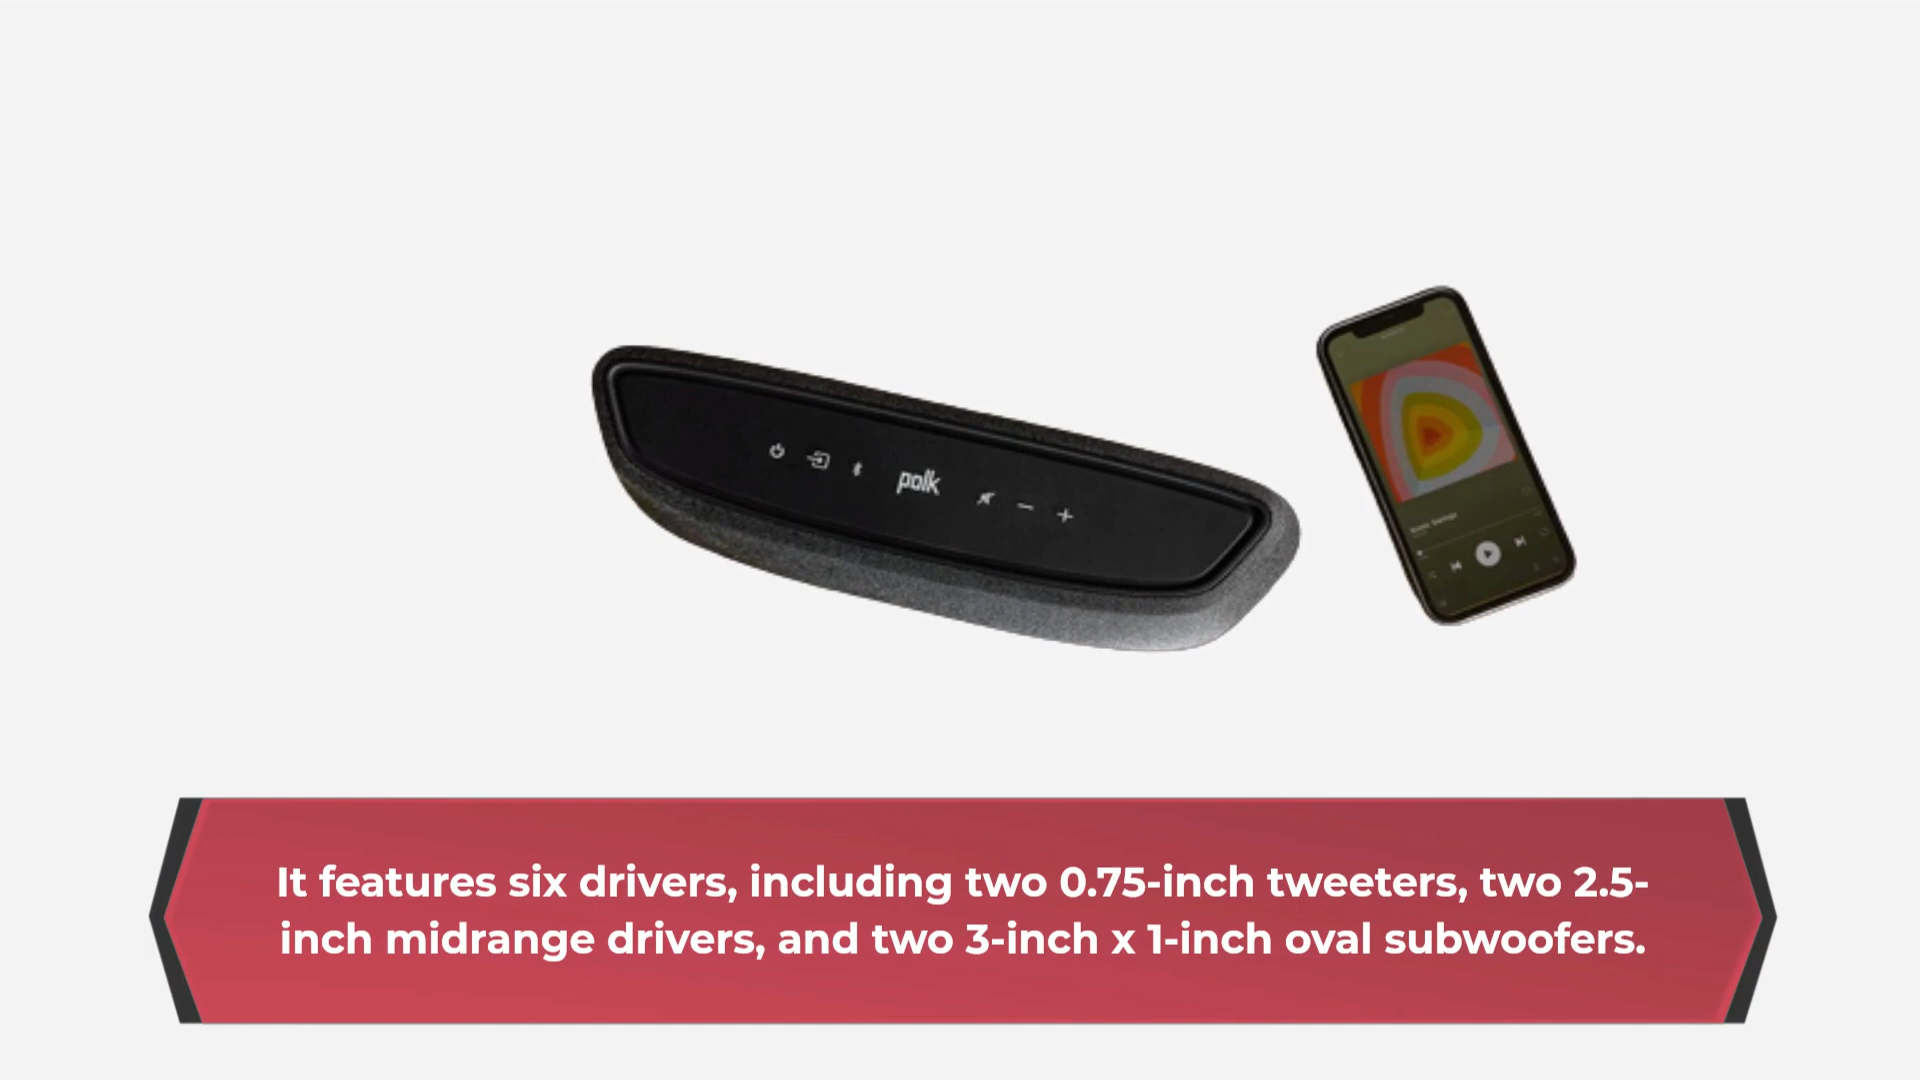 polk
It features six drivers, including two 0.75-inch tweeters, two 2.5-
inch midrange drivers, and two 3-inch x 1-inch oval subwoofers.